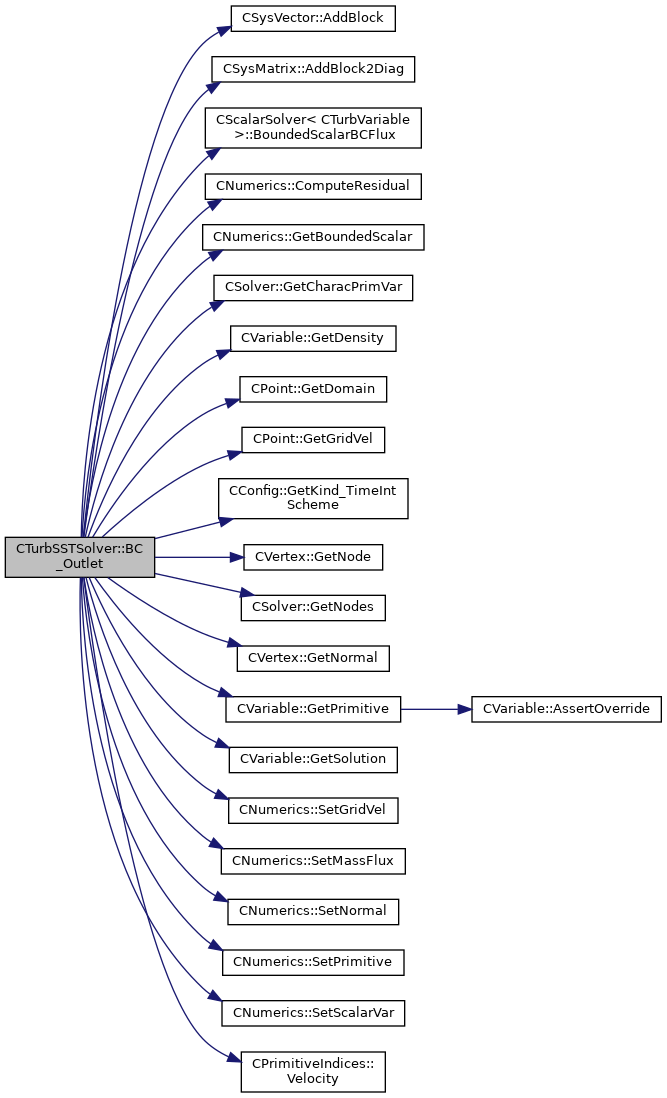 CSysVector::AddBlock
CSysMatrix::AddBlock2Diag
CScalarSolver< CTurbVariable
>::BoundedScalarBCFlux
CNumerics::ComputeResidual
CNumerics::GetBoundedScalar
CSolver::GetCharacPrimVar
CVariable::GetDensity
CPoint::GetDomain
CPoint::GetGridVel
CConfig::GetKind_TimeInt
Scheme
CTurbSSTSolver::BC
_Outlet
CVertex::GetNode
CSolver::GetNodes
CVertex::GetNormal
CVariable::GetPrimitive
CVariable::AssertOverride
CVariable::GetSolution
CNumerics::SetGridVel
CNumerics::SetMassFlux
CNumerics::SetNormal
CNumerics::SetPrimitive
CNumerics::SetScalarVar
CPrimitiveIndices::
Velocity